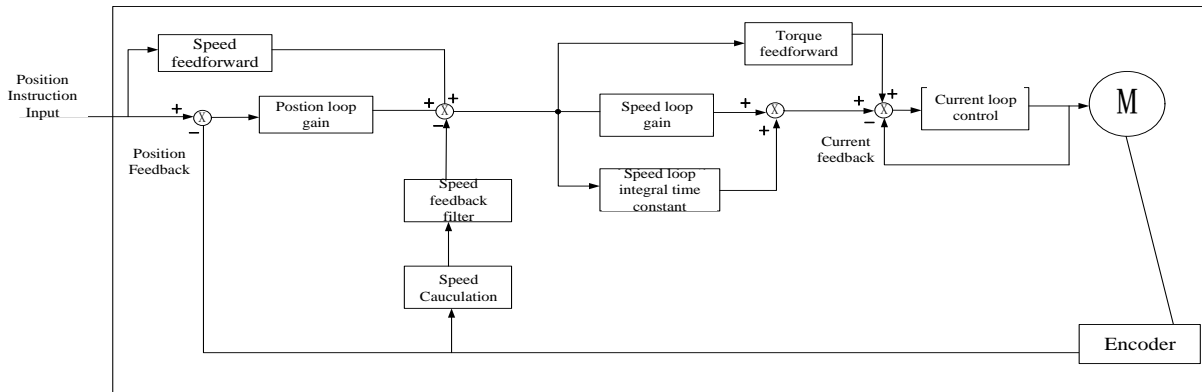 Position
Instruction
Input
Speed
feedforward
+
−
X
Position
Feedback
Postion loop
gain
+
+
−
X
Speed
feedback
filter
Speed
Cauculation
Torque
feedforward
Speed loop
gain
Speed loop
integral time
constant
+
+
X
+
+
−
X
Current
feedback
Current loop
control
M
Encoder